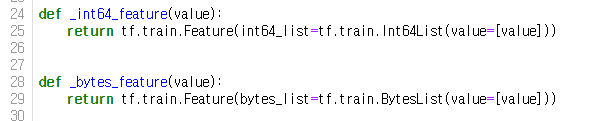 24 def _int64_feature(value):
25     return tf.train.Feature(int64_list=tf.train.Int64List(value=[value]))
26
27
28 def _bytes_feature(value):
29     return tf.train.Feature(bytes_list=tf.train.BytesList(value=[value]))
30